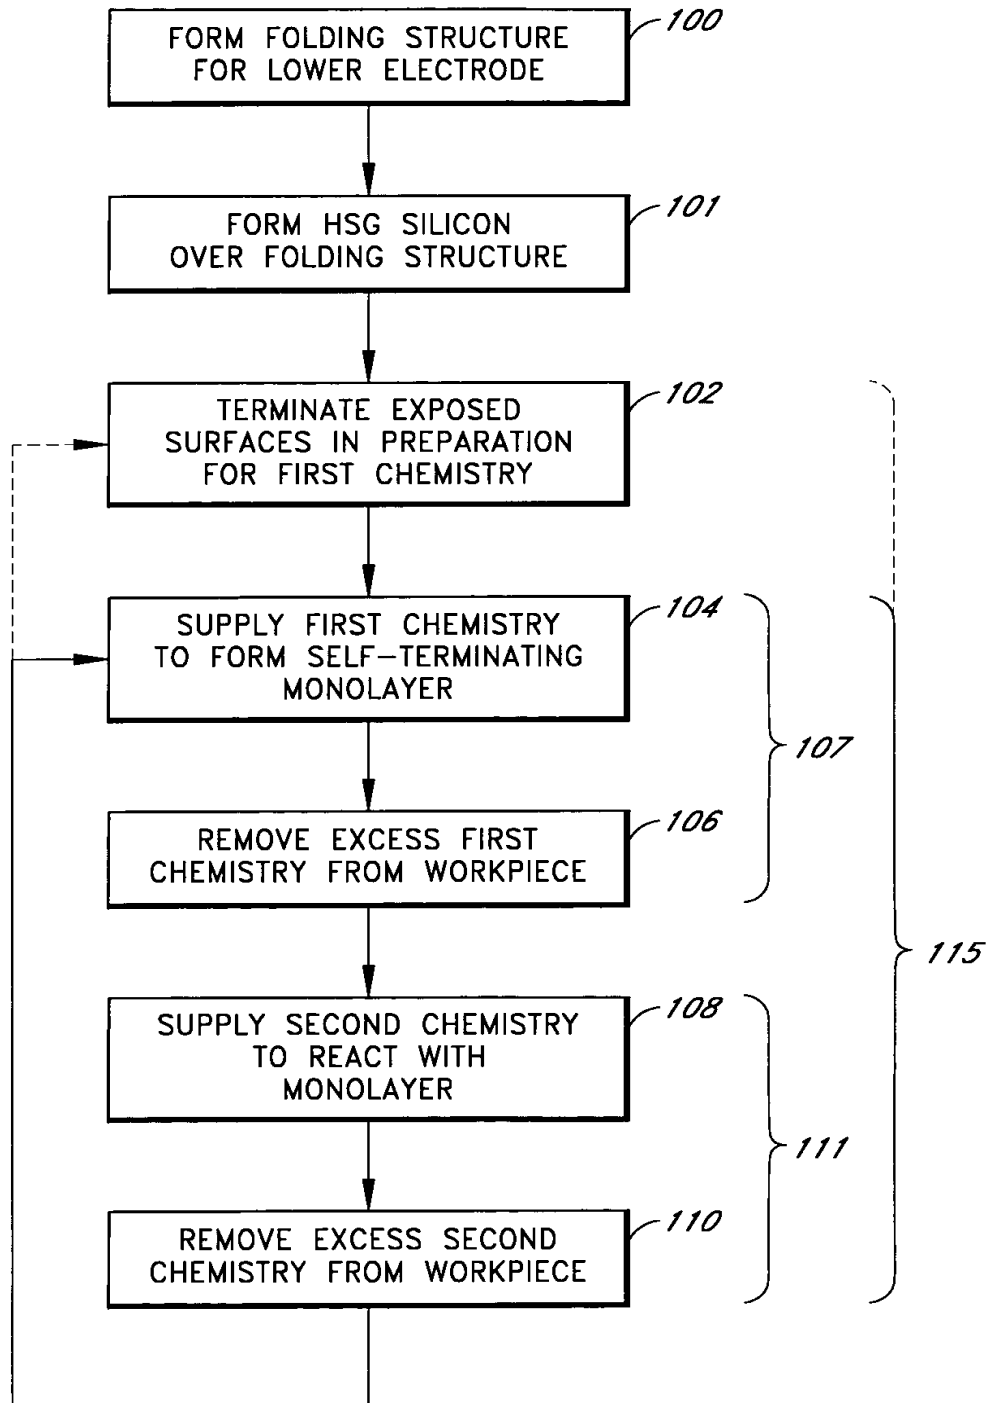 100
FORM FOLDING STRUCTURE
FOR LOWER ELECTRODE
101
FORM HSG SILICON
OVER FOLDING STRUCTURE
102
TERMINATE EXPOSED
SURFACES IN PREPARATION
FOR FIRST CHEMISTRY
104
SUPPLY FIRST CHEMISTRY
TO FORM SELF-TERMINATING
MONOLAYER
107
106
REMOVE EXCESS FIRST
CHEMISTRY FROM WORKPIECE
115
108
SUPPLY SECOND CHEMISTRY
TO REACT WITH
MONOLAYER
111
110
REMOVE EXCESS SECOND
CHEMISTRY FROM WORKPIECE